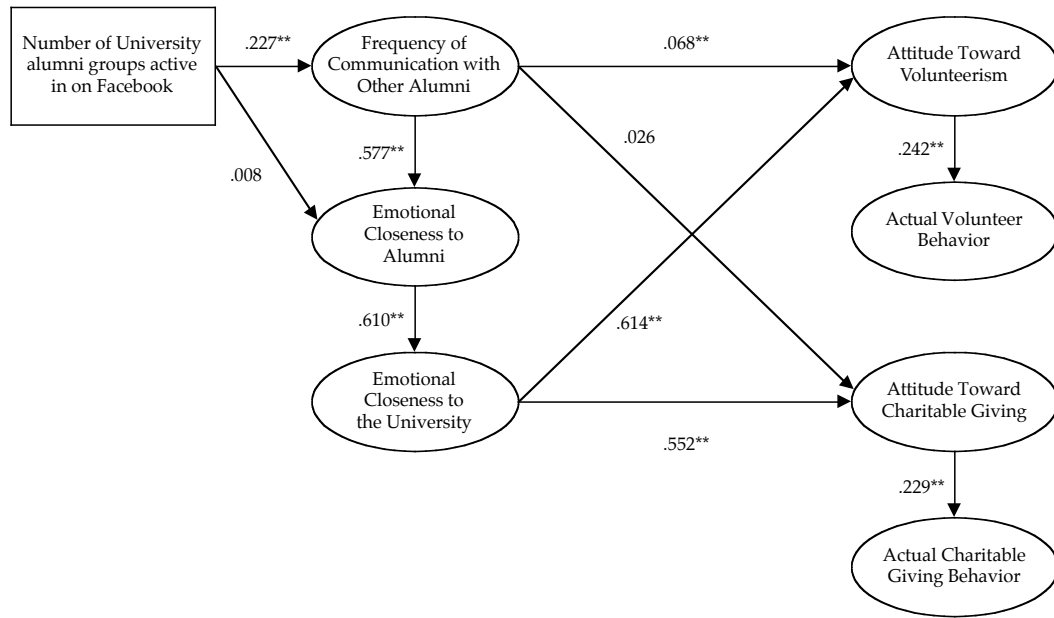 Number of University
alumni groups active
in on Facebook
.227**
Frequency of
Communication with
Other Alumni
.068**
Attitude Toward
Volunteerism
.008
.577**
.026
.242**
Emotional
Closeness to
Alumni
Actual Volunteer
Behavior
.610**
.614**
Emotional
Closeness to
the University
.552**
Attitude Toward
Charitable Giving
.229**
Actual Charitable
Giving Behavior